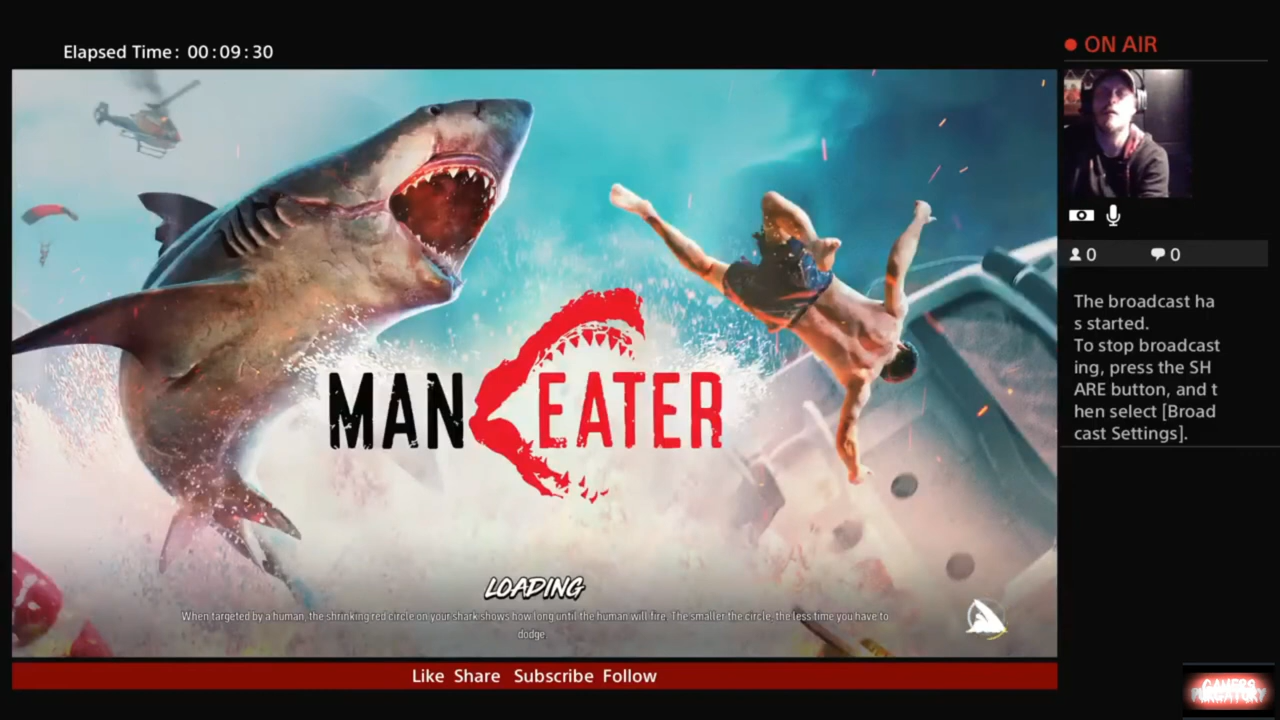 Elapsed Time: 00:09:30
ON AIR
0 0
The broadcast ha
s started.
To stop broadcast
ing, press the SH
ARE button, and t
hen select [Broad
cast Settings].
MAN EATER
LOADING
When targeted by a human, the shrinking red circle on your shark shows how long until the human will fire. The smaller the circle, the less time you have to
dodge.
Like Share Subscribe Follow
GAMERS